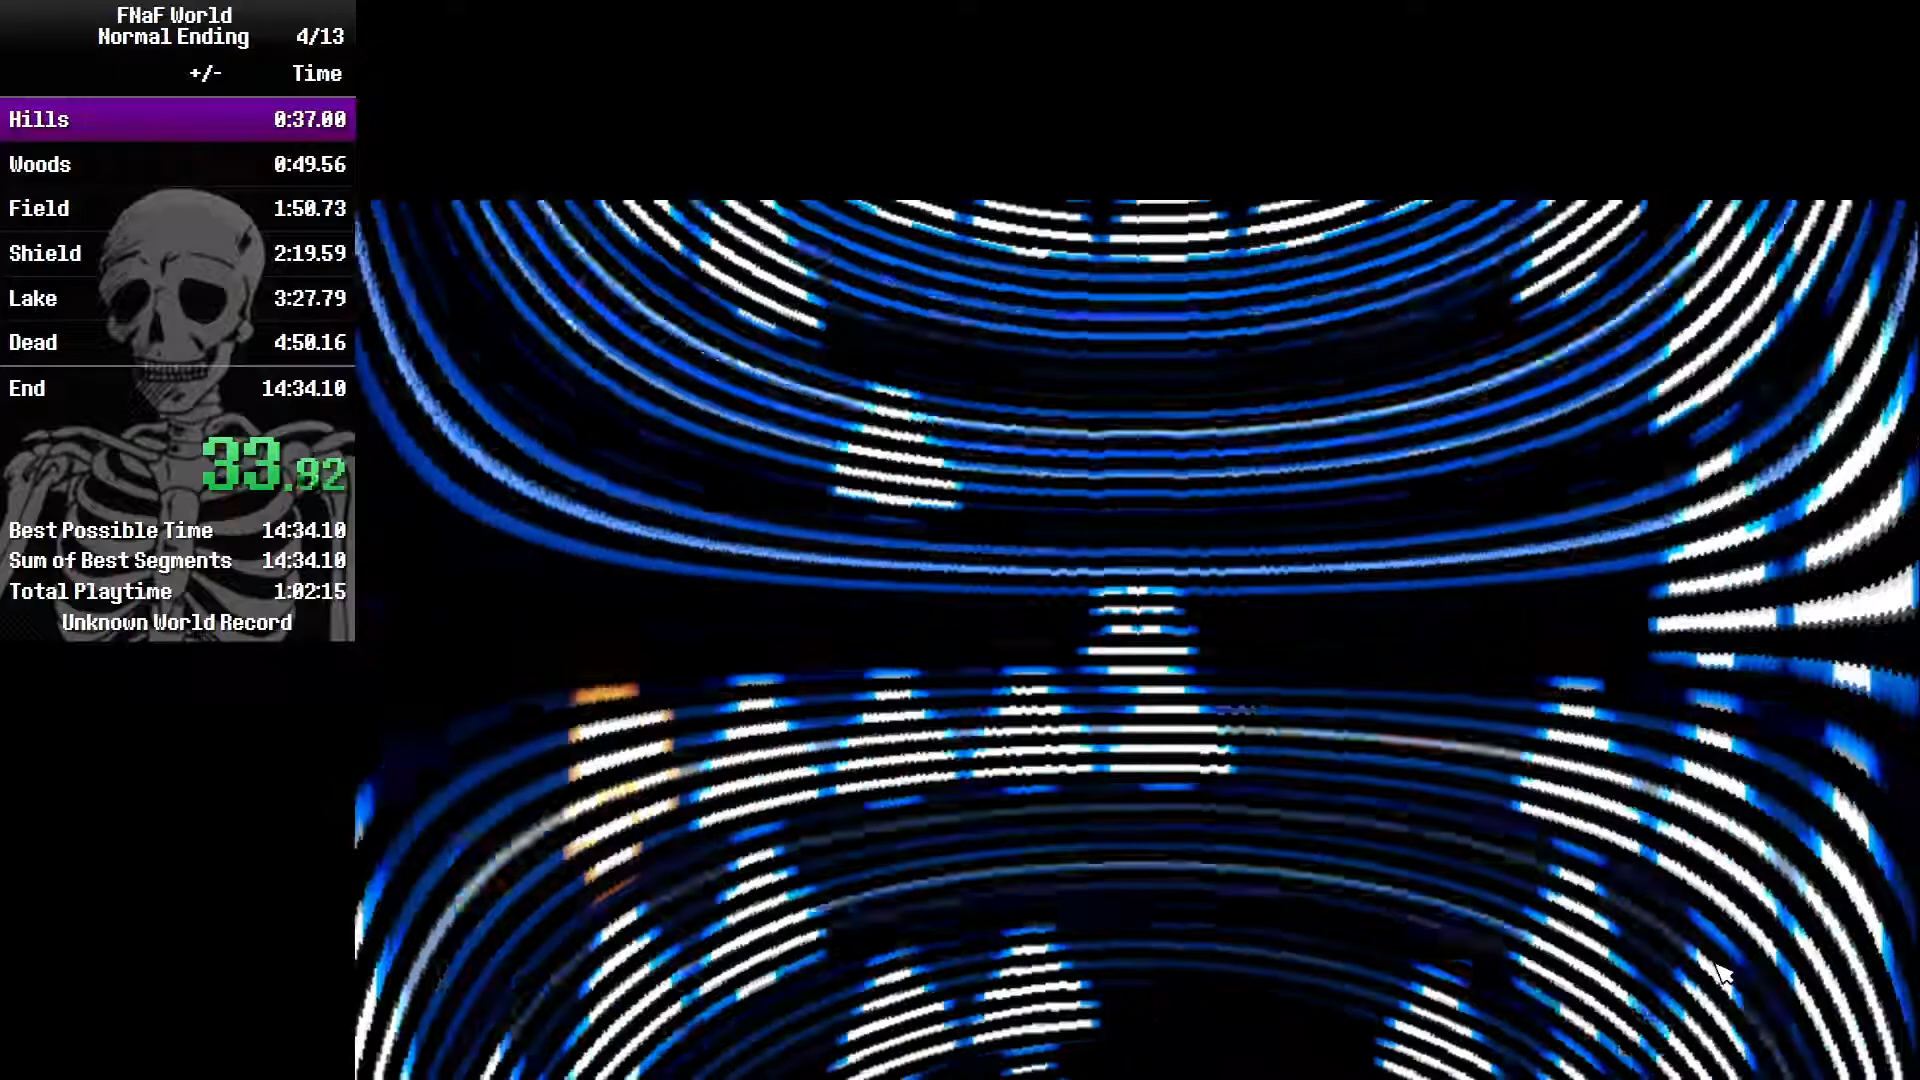 FNaF World
Normal Ending 4/13
+/- Time
Hills 0:37.00
Woods 0:49.56
Field 1:50.73
Shield 2:19.59
Lake 3:27.79
Dead 4:50.16
End 14:34.10
33.92
Best Possible Time 14:34.10
Sum of Best Segments 14:34.10
Total Playtime 1:02:15
Unknown World Record